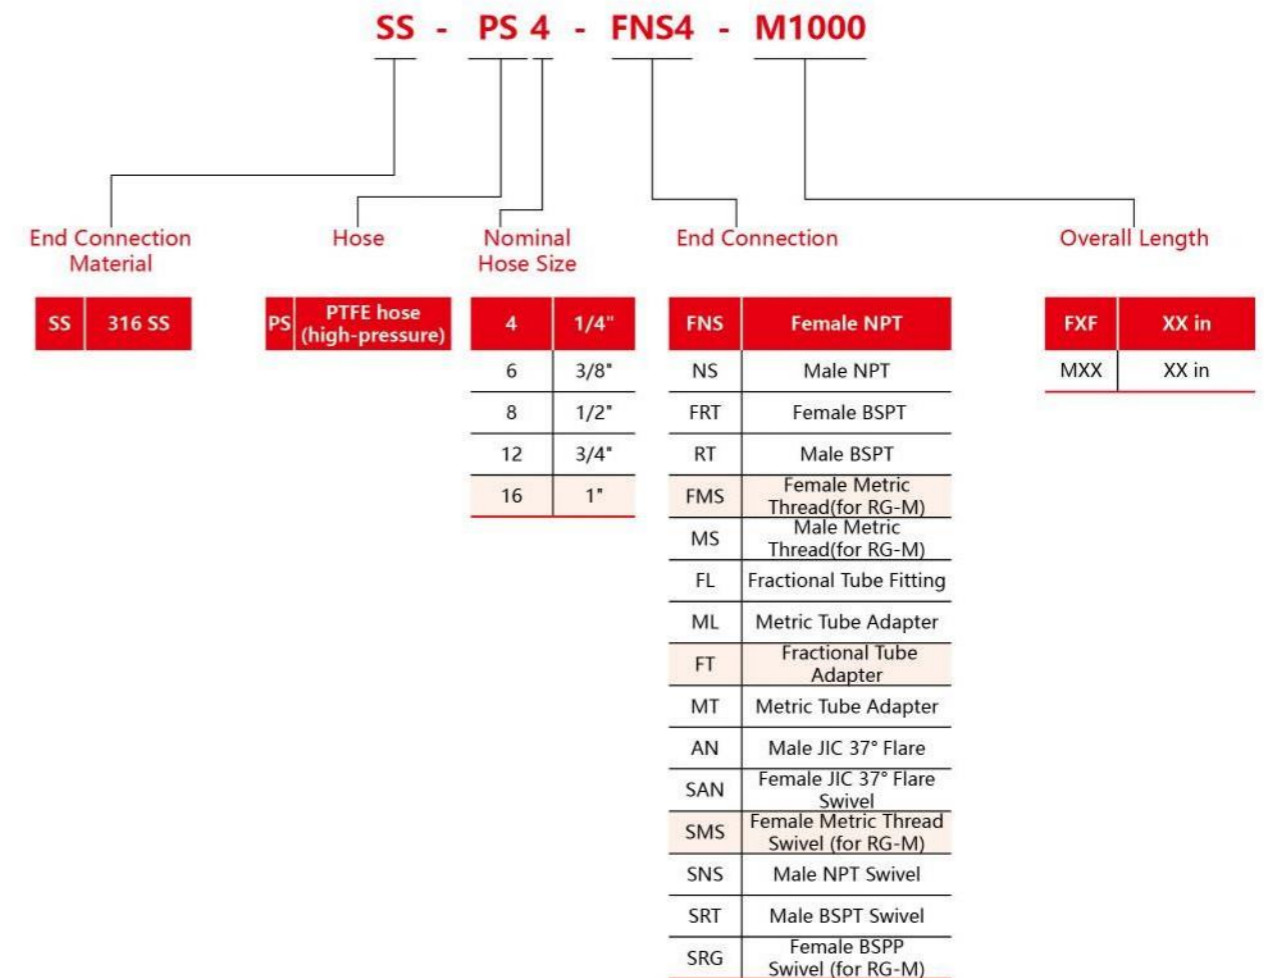 SS - PS 4 - FNS4 - M1000
End Connection
Material
Hose
Nominal
Hose Size
End Connection
Overall Length
SS 316 SS
PS PTFE hose
(high-pressure)
4 1/4"
6 3/8"
8 1/2"
12 3/4"
16 1"
FNS Female NPT
NS Male NPT
FRT Female BSPT
RT Male BSPT
FMS Female Metric
Thread(for RG-M)
MS Male Metric
Thread(for RG-M)
FL Fractional Tube Fitting
ML Metric Tube Adapter
FT Fractional Tube
Adapter
MT Metric Tube Adapter
AN Male JIC 37° Flare
SAN Female JIC 37° Flare
Swivel
SMS Female Metric Thread
Swivel (for RG-M)
SNS Male NPT Swivel
SRT Male BSPT Swivel
SRG Female BSPP
Swivel (for RG-M)
FXF XX in
MXX XX in